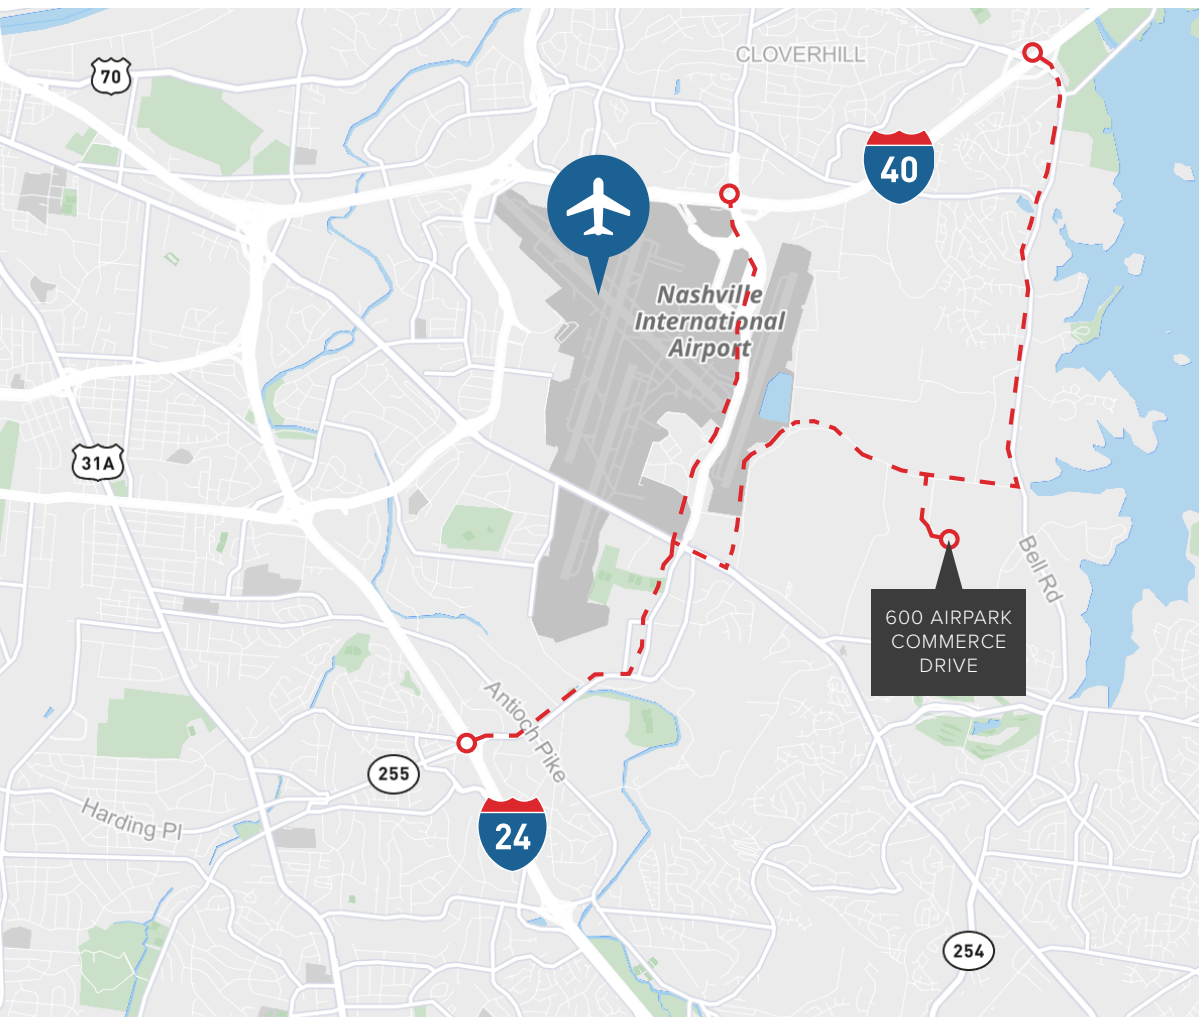 CLOVERHILL
70
40
Nashville
International
Airport
31A
Bell Rd
600 AIRPARK
COMMERCE
DRIVE
Antioch Pike
255
Harding Pl
24
254